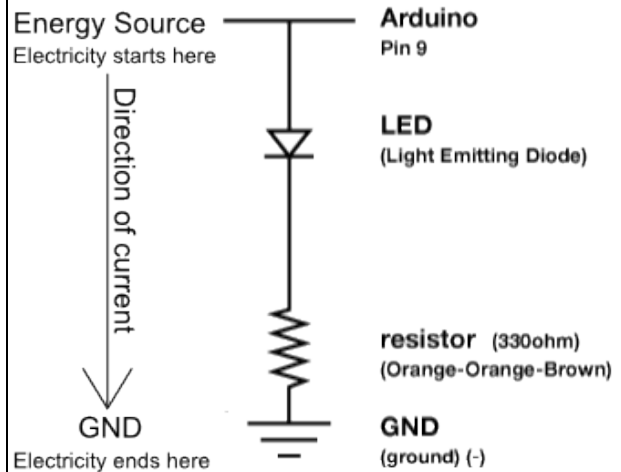 Energy Source
Electricity starts here
Direction of current
GND
Electricity ends here
Arduino
Pin 9
LED
(Light Emitting Diode)
resistor (330ohm)
(Orange-Orange-Brown)
GND
(ground) (-)